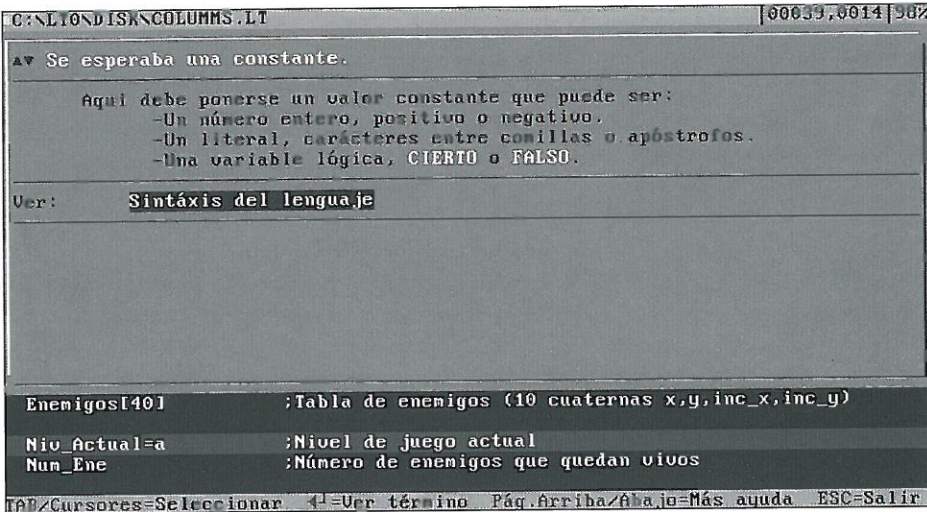 C:\LIO\DISK\COLUMMS.LT 00039,0014 98%
▲▼ Se esperaba una constante.
Aqui debe ponerse un valor constante que puede ser:
-Un número entero, positivo o negativo.
-Un literal, carácteres entre comillas o apóstrofos.
-Una variable lógica, CIERTO o FALSO.
Ver: Sintáxis del lenguaje
Enemigos[40] ;Tabla de enemigos (10 cuaternas x,y,inc_x,inc_y)
Niv_Actual=a ;Nivel de juego actual
Num_Ene ;Número de enemigos que quedan vivos
TAB/Cursores=Seleccionar ◄┘=Ver término Pág.Arriba/Abajo=Más ayuda ESC=Salir